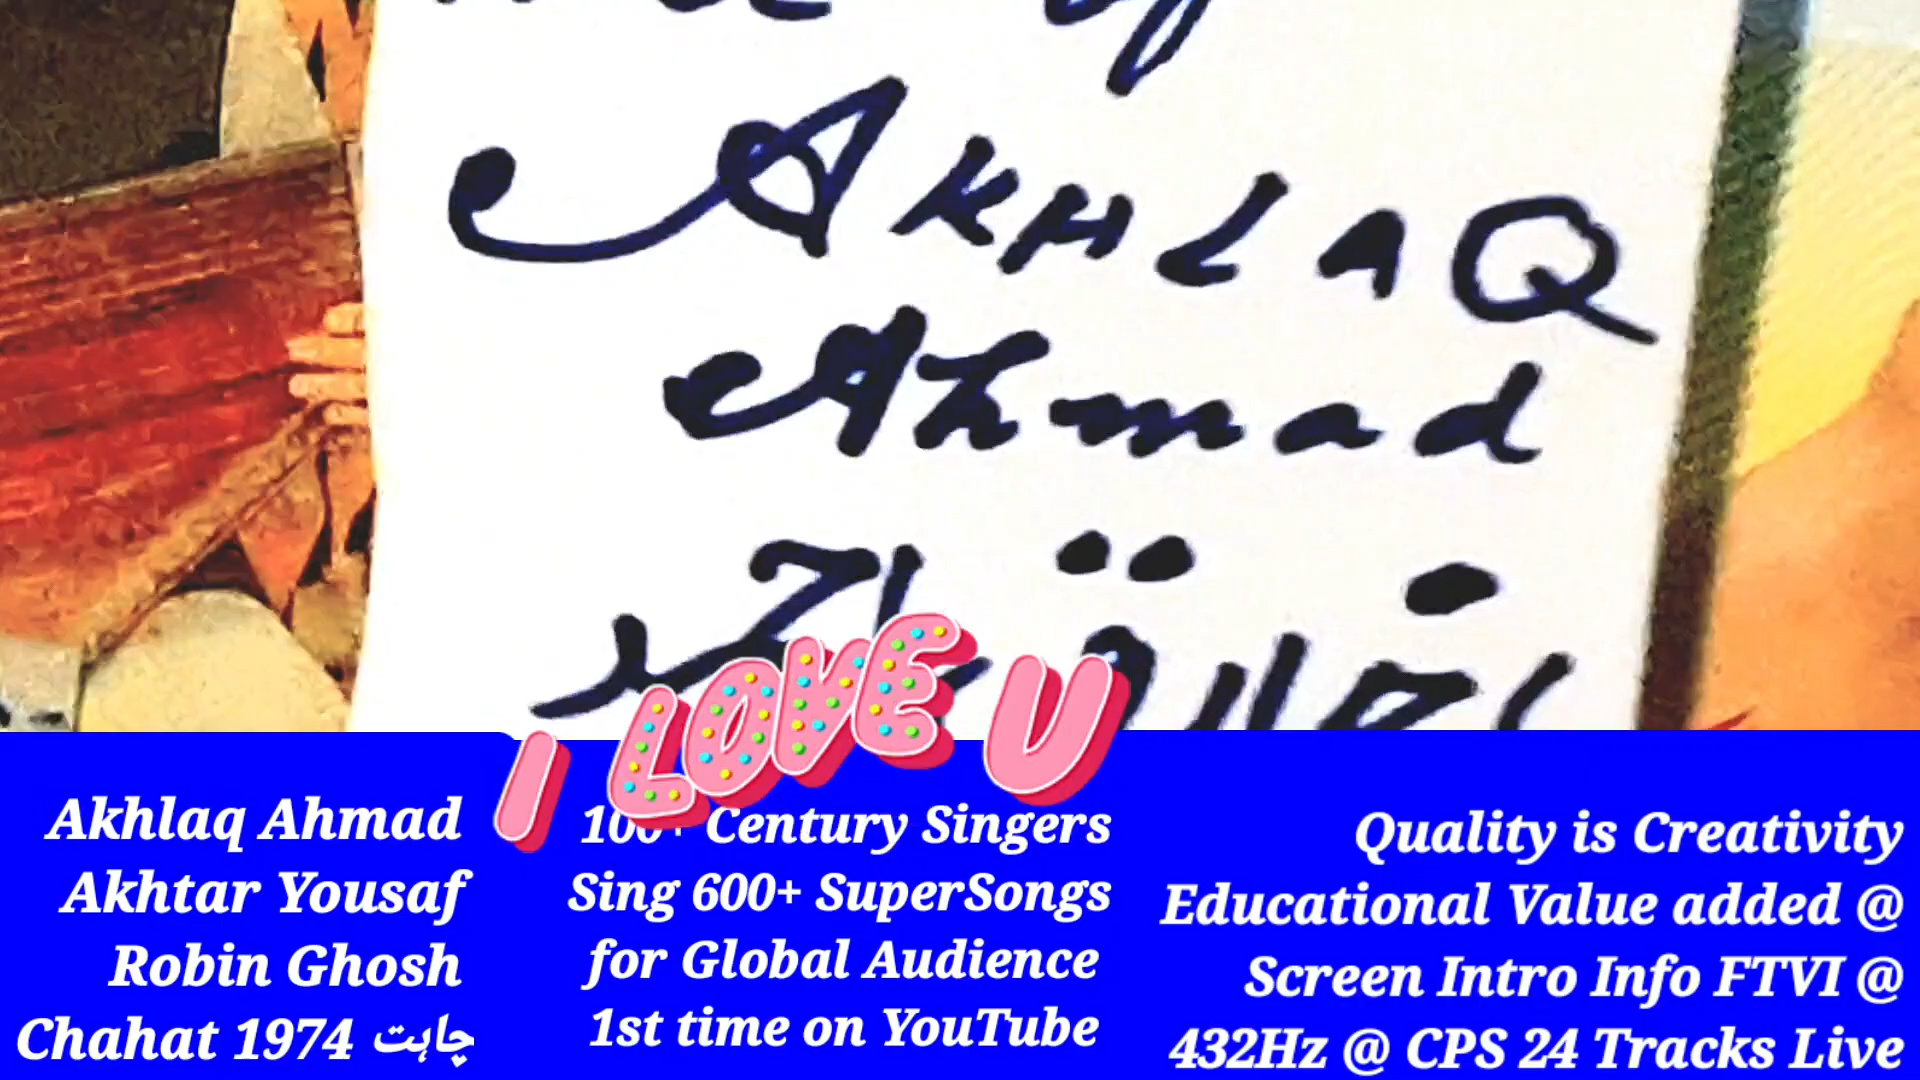 of
AKHLAQ
Ahmad
I LOVE U
Akhlaq Ahmad
Akhtar Yousaf
Robin Ghosh
Chahat 1974 چاہت
100+ Century Singers
Sing 600+ SuperSongs
for Global Audience
1st time on YouTube
Quality is Creativity
Educational Value added @
Screen Intro Info FTVI @
432Hz @ CPS 24 Tracks Live